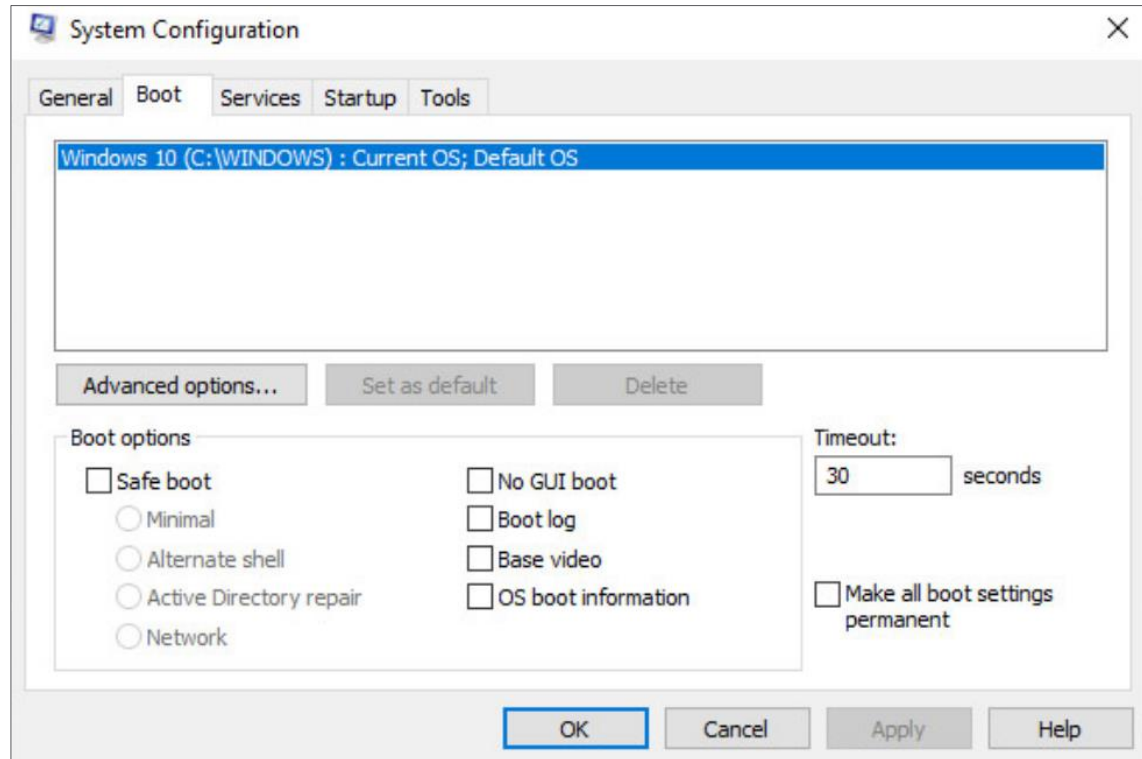 System Configuration
General Boot Services Startup Tools
Windows 10 (C:\WINDOWS) : Current OS; Default OS
Advanced options... Set as default Delete
Boot options
Safe boot
Minimal
Alternate shell
Active Directory repair
Network
No GUI boot
Boot log
Base video
OS boot information
Timeout:
30 seconds
Make all boot settings
permanent
OK Cancel Apply Help